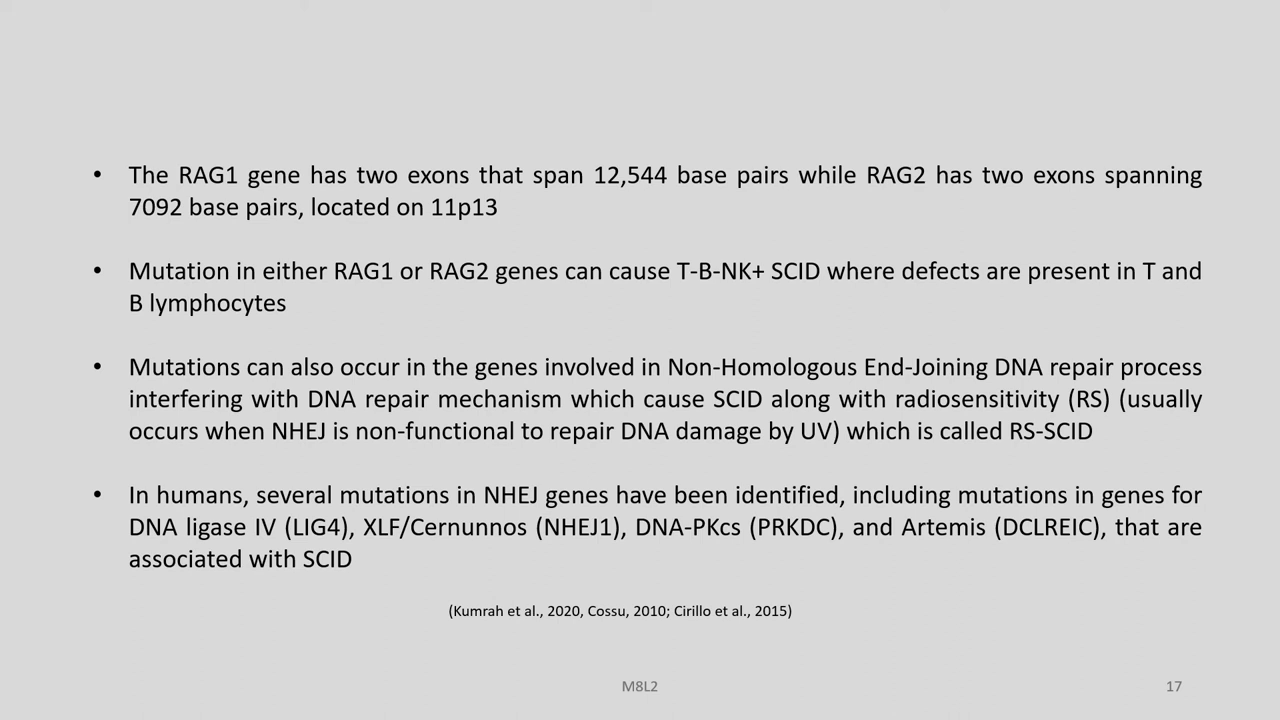 • The RAG1 gene has two exons that span 12,544 base pairs while RAG2 has two exons spanning
7092 base pairs, located on 11p13
• Mutation in either RAG1 or RAG2 genes can cause T-B-NK+ SCID where defects are present in T and
B lymphocytes
• Mutations can also occur in the genes involved in Non-Homologous End-Joining DNA repair process
interfering with DNA repair mechanism which cause SCID along with radiosensitivity (RS) (usually
occurs when NHEJ is non-functional to repair DNA damage by UV) which is called RS-SCID
• In humans, several mutations in NHEJ genes have been identified, including mutations in genes for
DNA ligase IV (LIG4), XLF/Cernunnos (NHEJ1), DNA-PKcs (PRKDC), and Artemis (DCLREIC), that are
associated with SCID
(Kumrah et al., 2020, Cossu, 2010; Cirillo et al., 2015)
M8L2
17